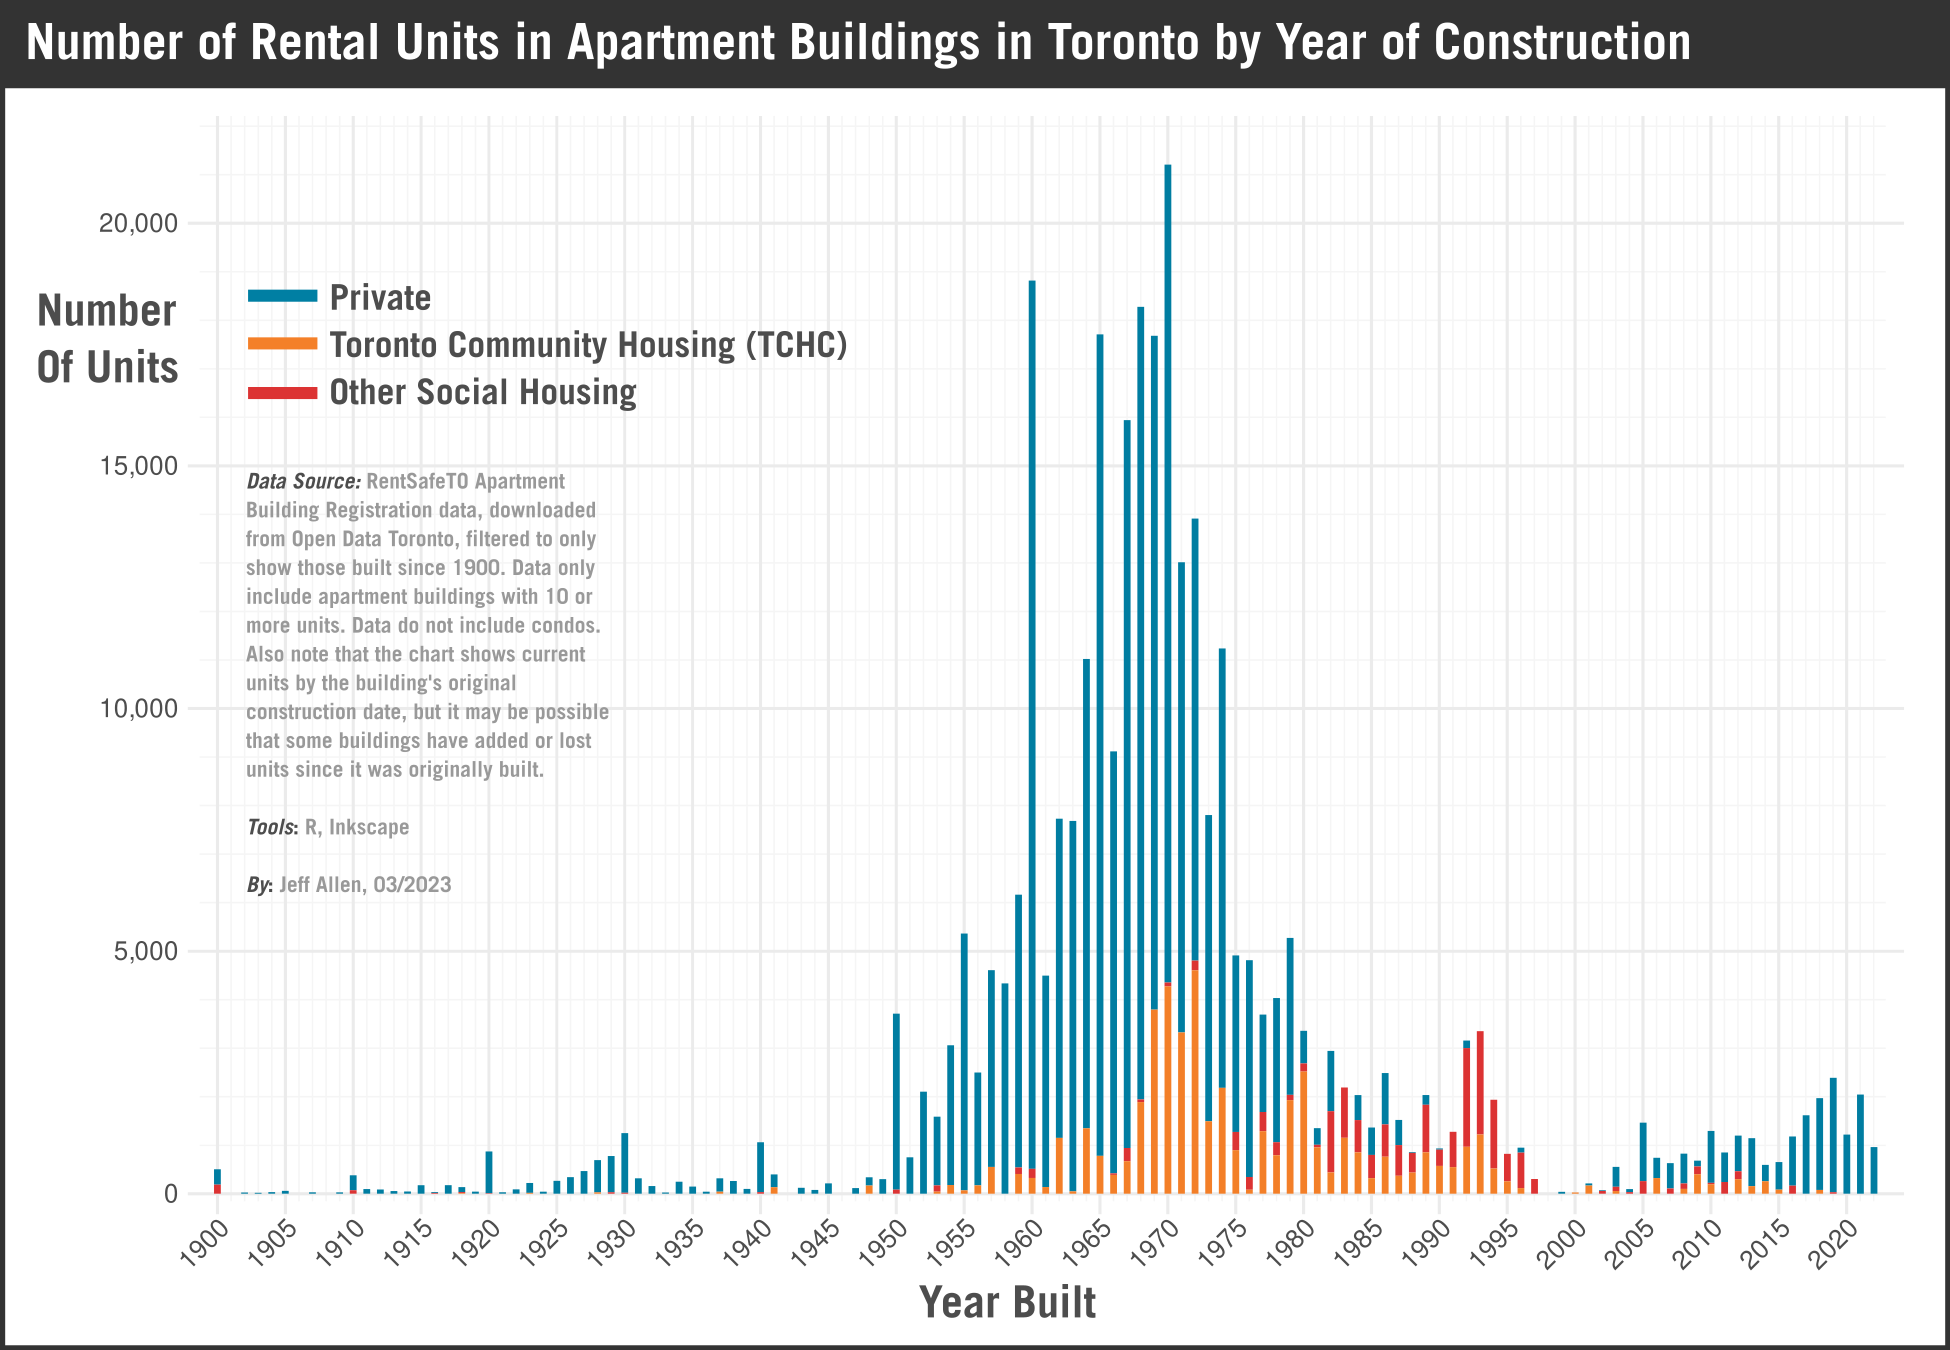 Number of Rental Units in Apartment Buildings in Toronto by Year of Construction
20,000
Number
Of Units
Private
Toronto Community Housing (TCHC)
Other Social Housing
15,000
Data Source: RentSafeTO Apartment
Building Registration data, downloaded
from Open Data Toronto, filtered to only
show those built since 1900. Data only
include apartment buildings with 10 or
more units. Data do not include condos.
Also note that the chart shows current
units by the building's original
construction date, but it may be possible
that some buildings have added or lost
units since it was originally built.
10,000
Tools: R, Inkscape
By: Jeff Allen, 03/2023
5,000
0
1900 1905 1910 1915 1920 1925 1930 1935 1940 1945 1950 1955 1960 1965 1970 1975 1980 1985 1990 1995 2000 2005 2010 2015 2020
Year Built